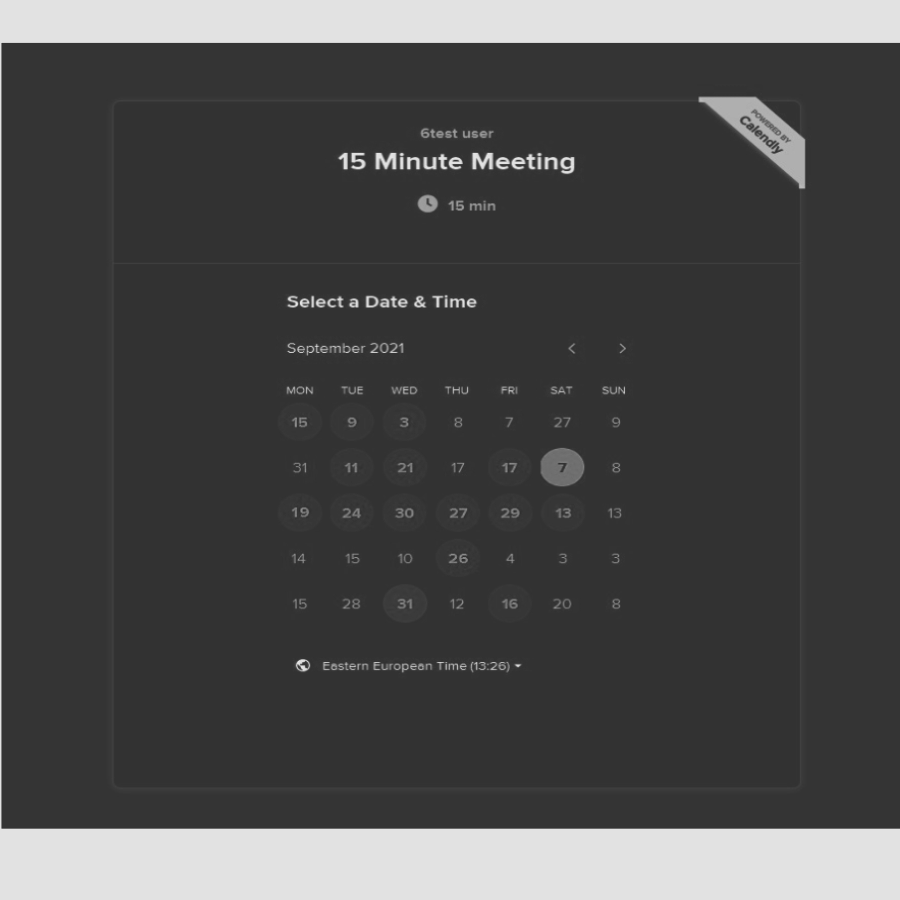 POWERED BY
Calendly
6test user
15 Minute Meeting
15 min
Select a Date & Time
September 2021
MON TUE WED THU FRI SAT SUN
15 9 3 8 7 27 9
31 11 21 17 17 7 8
19 24 30 27 29 13 13
14 15 10 26 4 3 3
15 28 31 12 16 20 8
Eastern European Time (13:26)